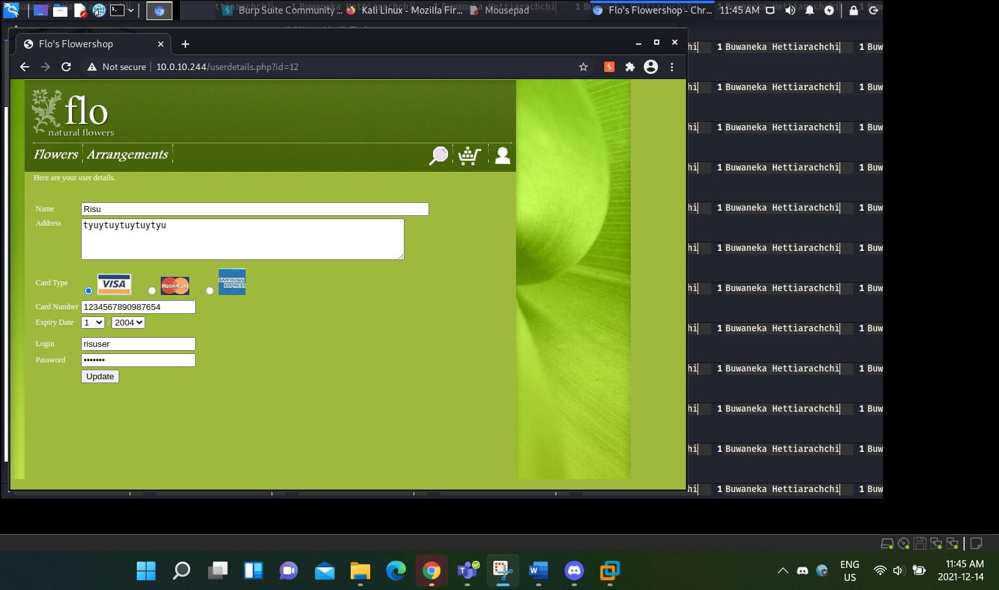 Burp Suite Community ...
Kali Linux - Mozilla Fir...
Mousepad
Flo's Flowershop - Chr...
11:45 AM
Flo's Flowershop
Not secure
10.0.10.244/userdetails.php?id=12
flo
natural flowers
Flowers
Arrangements
Here are your user details.
Name
Risu
Address
tyuytuytuytuytyu
Card Type
VISA
MasterCard
AMERICAN EXPRESS
Card Number
1234567890987654
Expiry Date
1 / 2004
Login
risuser
Password
•••••••
Update
hi 1 Buwaneka Hettiarachchi 1 Buw
hi 1 Buwaneka Hettiarachchi 1 Buw
hi 1 Buwaneka Hettiarachchi 1 Buw
hi 1 Buwaneka Hettiarachchi 1 Buw
hi 1 Buwaneka Hettiarachchi 1 Buw
hi 1 Buwaneka Hettiarachchi 1 Buw
hi 1 Buwaneka Hettiarachchi 1 Buw
hi 1 Buwaneka Hettiarachchi 1 Buw
hi 1 Buwaneka Hettiarachchi 1 Buw
hi 1 Buwaneka Hettiarachchi 1 Buw
hi 1 Buwaneka Hettiarachchi 1 Buw
hi 1 Buwaneka Hettiarachchi 1 Buw
ENG
US
11:45 AM
2021-12-14